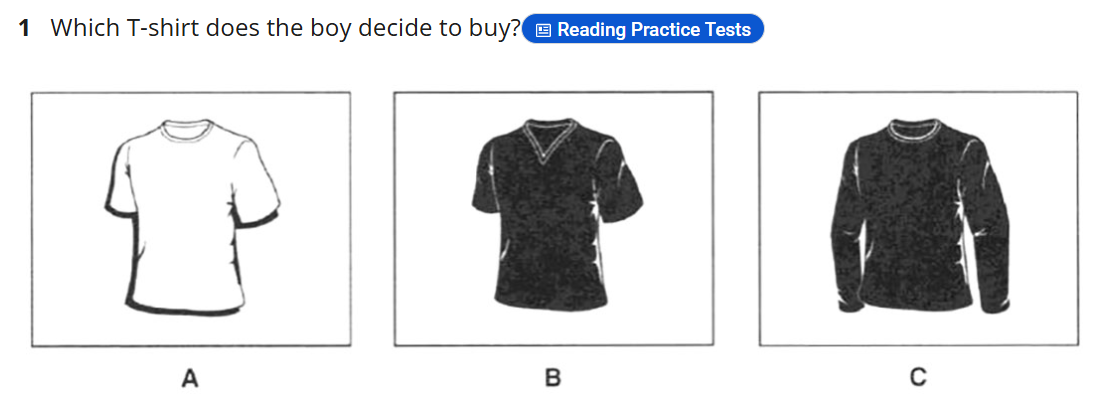 1 Which T-shirt does the boy decide to buy? Reading Practice Tests
A B C